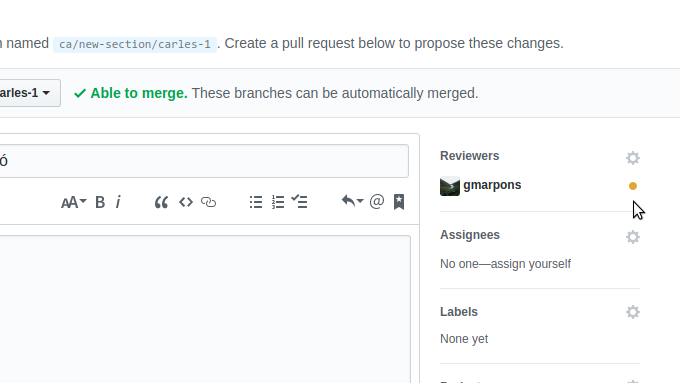 named ca/new-section/carles-1. Create a pull request below to propose these changes.
arles-1
Able to merge. These branches can be automatically merged.
ó
AA B i
@
Reviewers
gmarpons
Assignees
No one—assign yourself
Labels
None yet